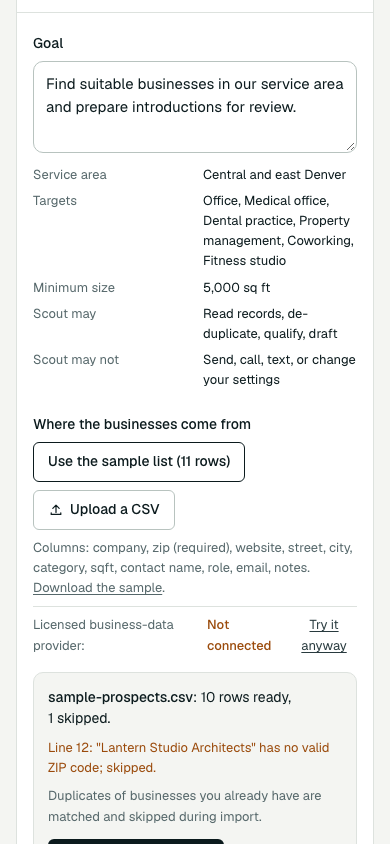 Goal
Find suitable businesses in our service area
and prepare introductions for review.
Service area Central and east Denver
Targets Office, Medical office,
Dental practice, Property
management, Coworking,
Fitness studio
Minimum size 5,000 sq ft
Scout may Read records, de-
duplicate, qualify, draft
Scout may not Send, call, text, or change
your settings
Where the businesses come from
Use the sample list (11 rows)
Upload a CSV
Columns: company, zip (required), website, street, city,
category, sqft, contact name, role, email, notes.
Download the sample.
Licensed business-data Not Try it
provider: connected anyway
sample-prospects.csv: 10 rows ready,
1 skipped.
Line 12: "Lantern Studio Architects" has no valid
ZIP code; skipped.
Duplicates of businesses you already have are
matched and skipped during import.